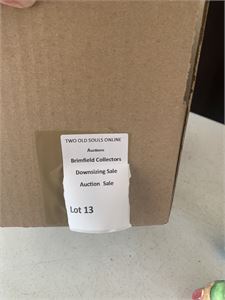 TWO OLD SOULS ONLINE
Auctions
Brimfield Collectors
Downsizing Sale
Auction Sale
Lot 13